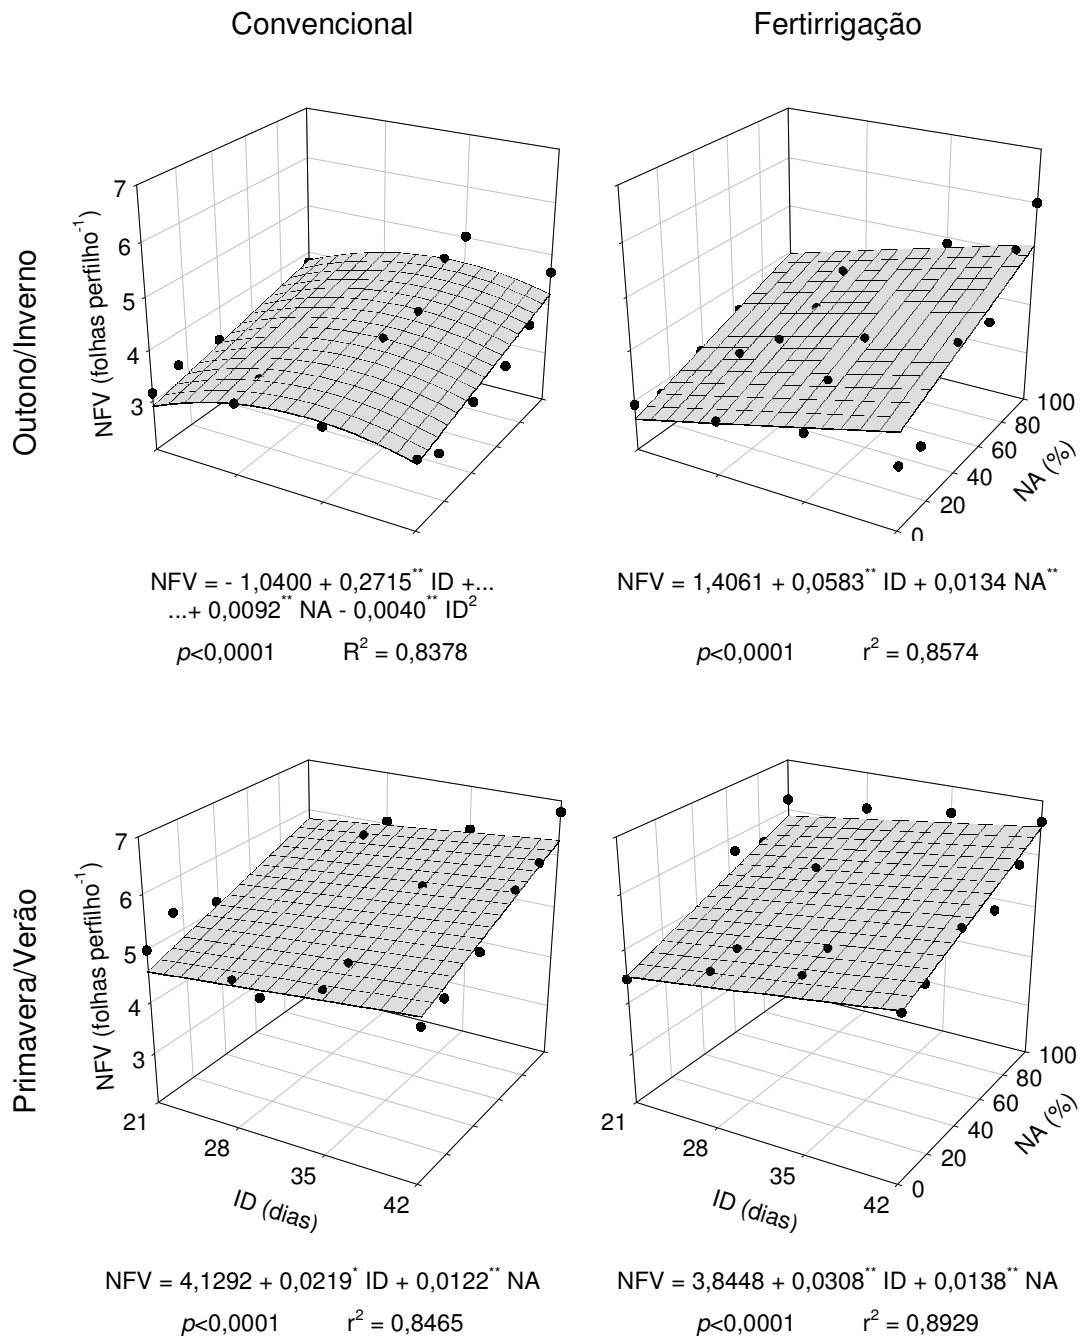 Convencional
Fertirrigação
Outono/Inverno
NFV (folhas perfilho⁻¹)
7
6
5
4
3
100
80
60
40
20
0
NA (%)
NFV = - 1,0400 + 0,2715** ID +...
...+ 0,0092** NA - 0,0040** ID²
p<0,0001 R² = 0,8378
NFV = 1,4061 + 0,0583** ID + 0,0134 NA**
p<0,0001 r² = 0,8574
Primavera/Verão
NFV (folhas perfilho⁻¹)
7
6
5
4
3
21
28
35
42
ID (dias)
21
28
35
42
ID (dias)
100
80
60
40
20
0
NA (%)
NFV = 4,1292 + 0,0219* ID + 0,0122** NA
p<0,0001 r² = 0,8465
NFV = 3,8448 + 0,0308** ID + 0,0138** NA
p<0,0001 r² = 0,8929